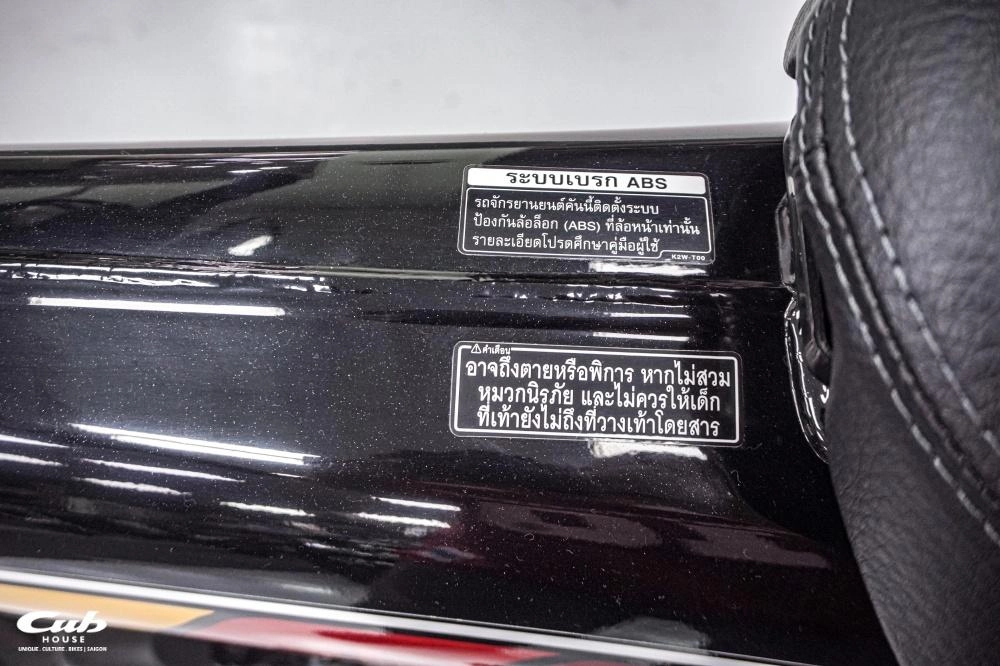 ระบบเบรก ABS
รถจักรยานยนต์คันนี้ติดตั้งระบบ
ป้องกันล้อล็อก (ABS) ที่ล้อหน้าเท่านั้น
รายละเอียดโปรดศึกษาคู่มือผู้ใช้
K2W-T00
⚠คำเตือน
อาจถึงตายหรือพิการ หากไม่สวม
หมวกนิรภัย และไม่ควรให้เด็ก
ที่เท้ายังไม่ถึงที่วางเท้าโดยสาร
Cub
HOUSE
UNIQUE . CULTURE . BIKES | SAIGON